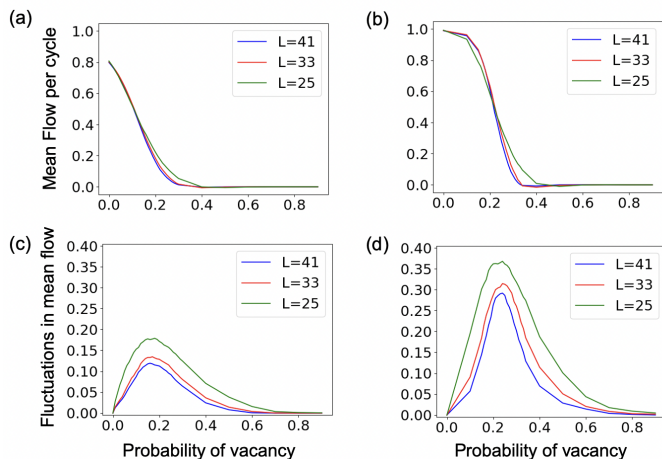 (a)
(b)
Mean Flow per cycle
1.0
0.8
0.6
0.4
0.2
0.0
L=41
L=33
L=25
0.0 0.2 0.4 0.6 0.8
1.0
0.8
0.6
0.4
0.2
0.0
L=41
L=33
L=25
0.0 0.2 0.4 0.6 0.8
(c)
(d)
Fluctuations in mean flow
0.40
0.35
0.30
0.25
0.20
0.15
0.10
0.05
0.00
L=41
L=33
L=25
0.0 0.2 0.4 0.6 0.8
Probability of vacancy
0.40
0.35
0.30
0.25
0.20
0.15
0.10
0.05
0.00
L=41
L=33
L=25
0.0 0.2 0.4 0.6 0.8
Probability of vacancy